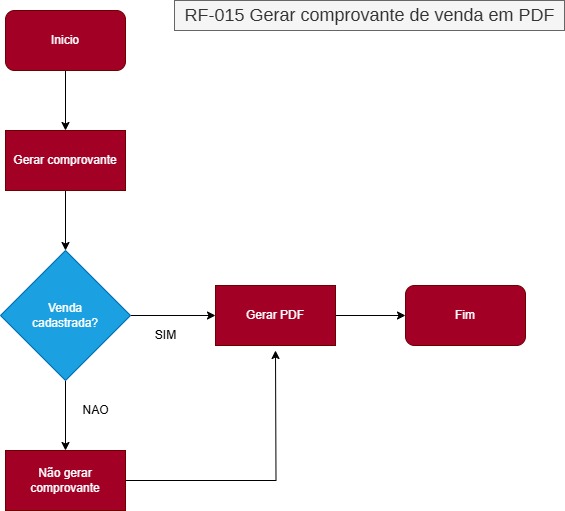 RF-015 Gerar comprovante de venda em PDF
Inicio
Gerar comprovante
Venda
cadastrada?
SIM
Gerar PDF
Fim
NAO
Não gerar
comprovante